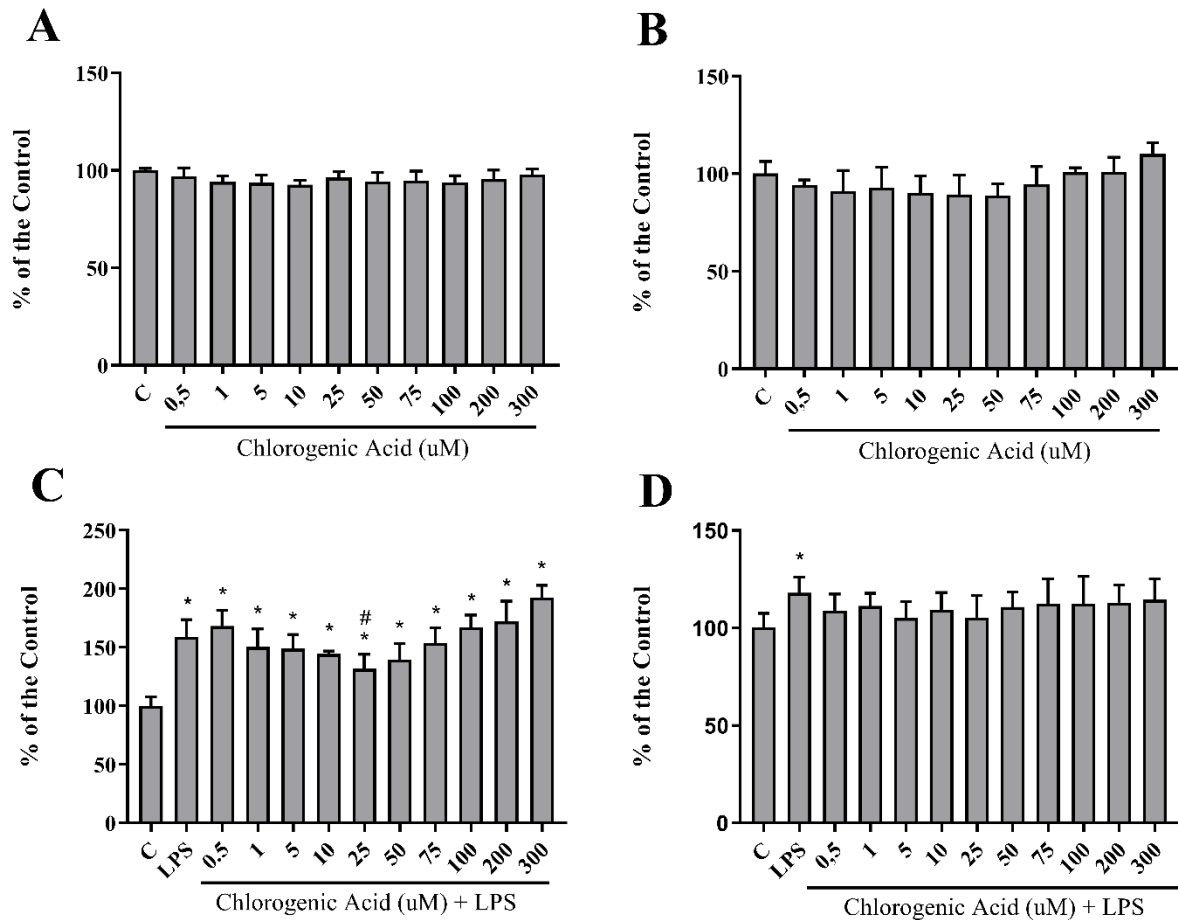 A
% of the Control
150
100
50
0
C 0,5 1 5 10 25 50 75 100 200 300
Chlorogenic Acid (uM)
B
% of the Control
150
100
50
0
C 0,5 1 5 10 25 50 75 100 200 300
Chlorogenic Acid (uM)
C
% of the Control
250
200
150
100
50
0
* * * * * # * * * * * *
C LPS 0.5 1 5 10 25 50 75 100 200 300
Chlorogenic Acid (uM) + LPS
D
% of the Control
150
100
50
0
*
C LPS 0,5 1 5 10 25 50 75 100 200 300
Chlorogenic Acid (uM) + LPS